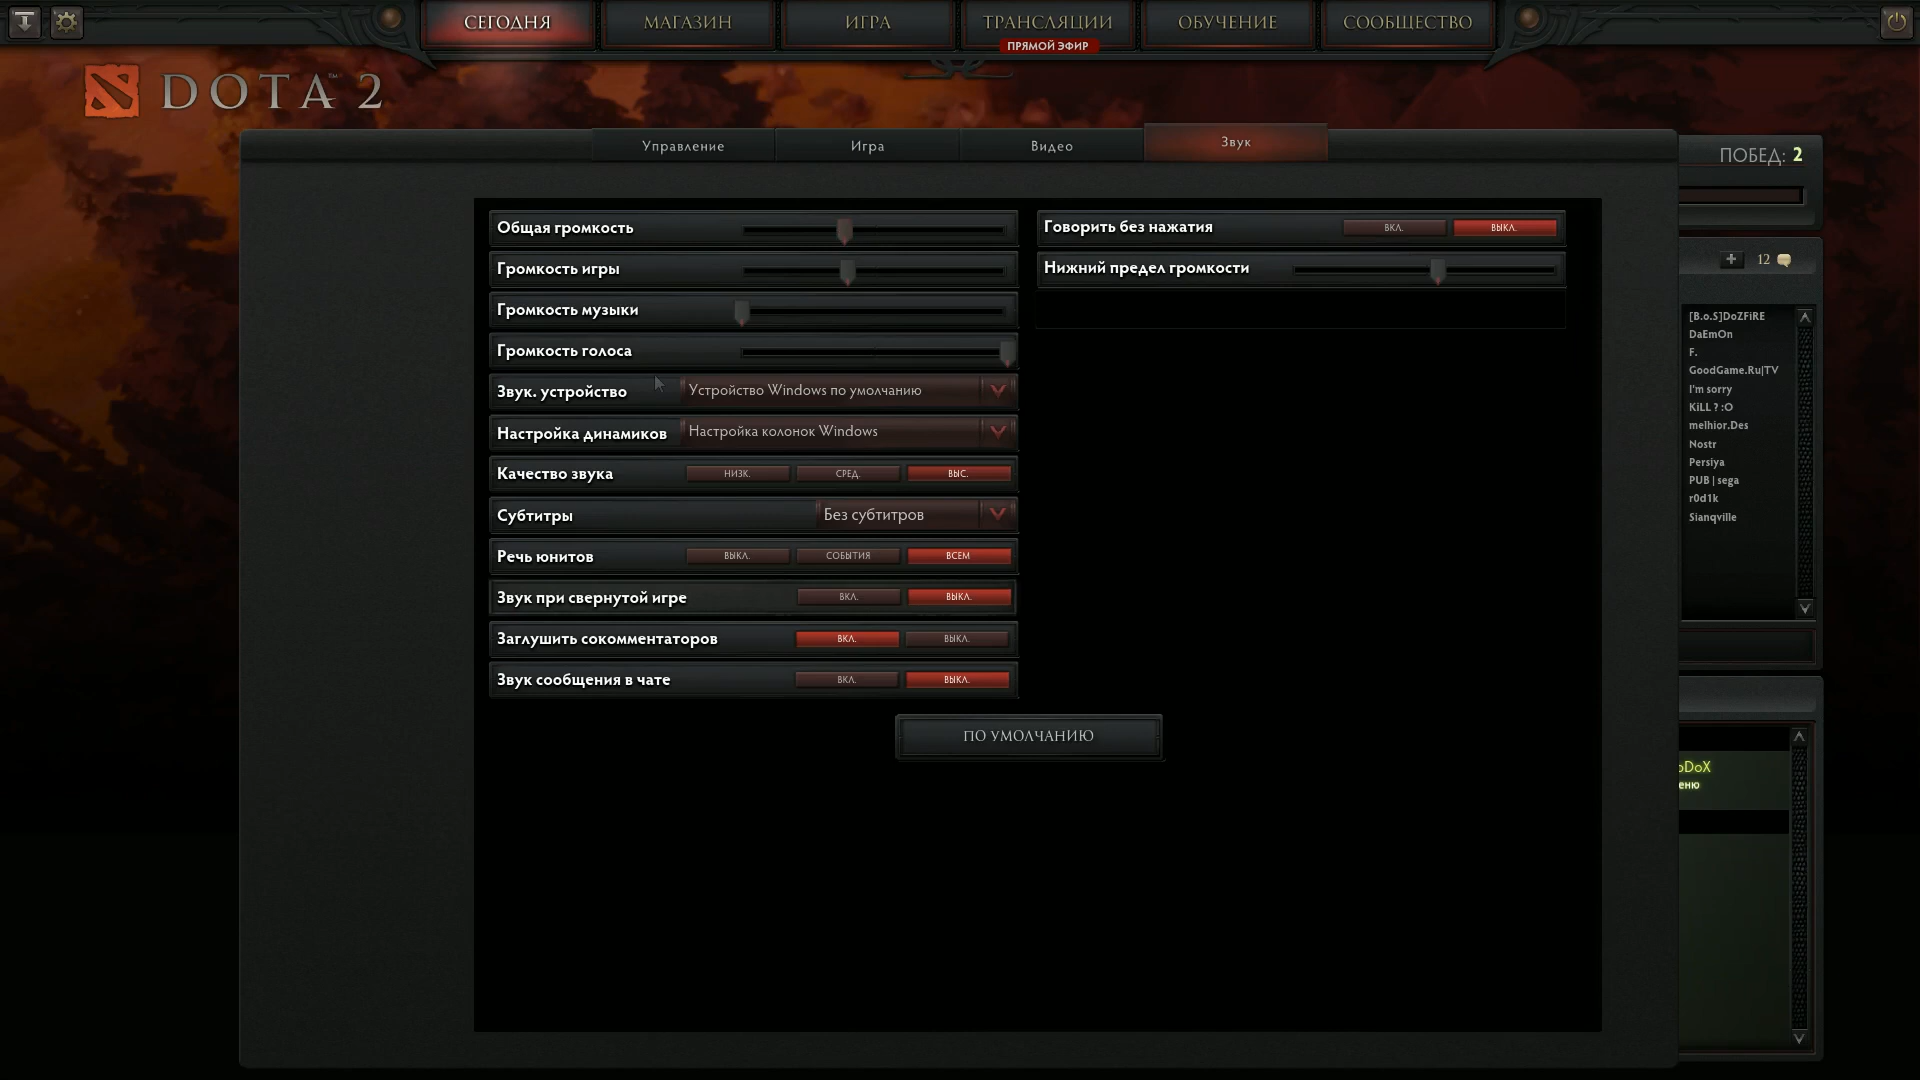 СЕГОДНЯ
МАГАЗИН
ИГРА
ТРАНСЛЯЦИИ
ПРЯМОЙ ЭФИР
ОБУЧЕНИЕ
СООБЩЕСТВО
DOTA™ 2
Управление
Игра
Видео
Звук
ПОБЕД: 2
Общая громкость
Громкость игры
Громкость музыки
Громкость голоса
Звук. устройство
Устройство Windows по умолчанию
Настройка динамиков
Настройка колонок Windows
Качество звука
НИЗК.
СРЕД.
ВЫС.
Субтитры
Без субтитров
Речь юнитов
ВЫКЛ.
СОБЫТИЯ
ВСЕМ
Звук при свернутой игре
ВКЛ.
ВЫКЛ.
Заглушить сокомментаторов
ВКЛ.
ВЫКЛ.
Звук сообщения в чате
ВКЛ.
ВЫКЛ.
Говорить без нажатия
ВКЛ.
ВЫКЛ.
Нижний предел громкости
ПО УМОЛЧАНИЮ
+ 12
[B.o.S]DoZFiRE
DaEmOn
F.
GoodGame.Ru|TV
I'm sorry
KiLL ? :O
melhior.Des
Nostr
Persiya
PUB | sega
r0d1k
Sianqville
oDoX
еню